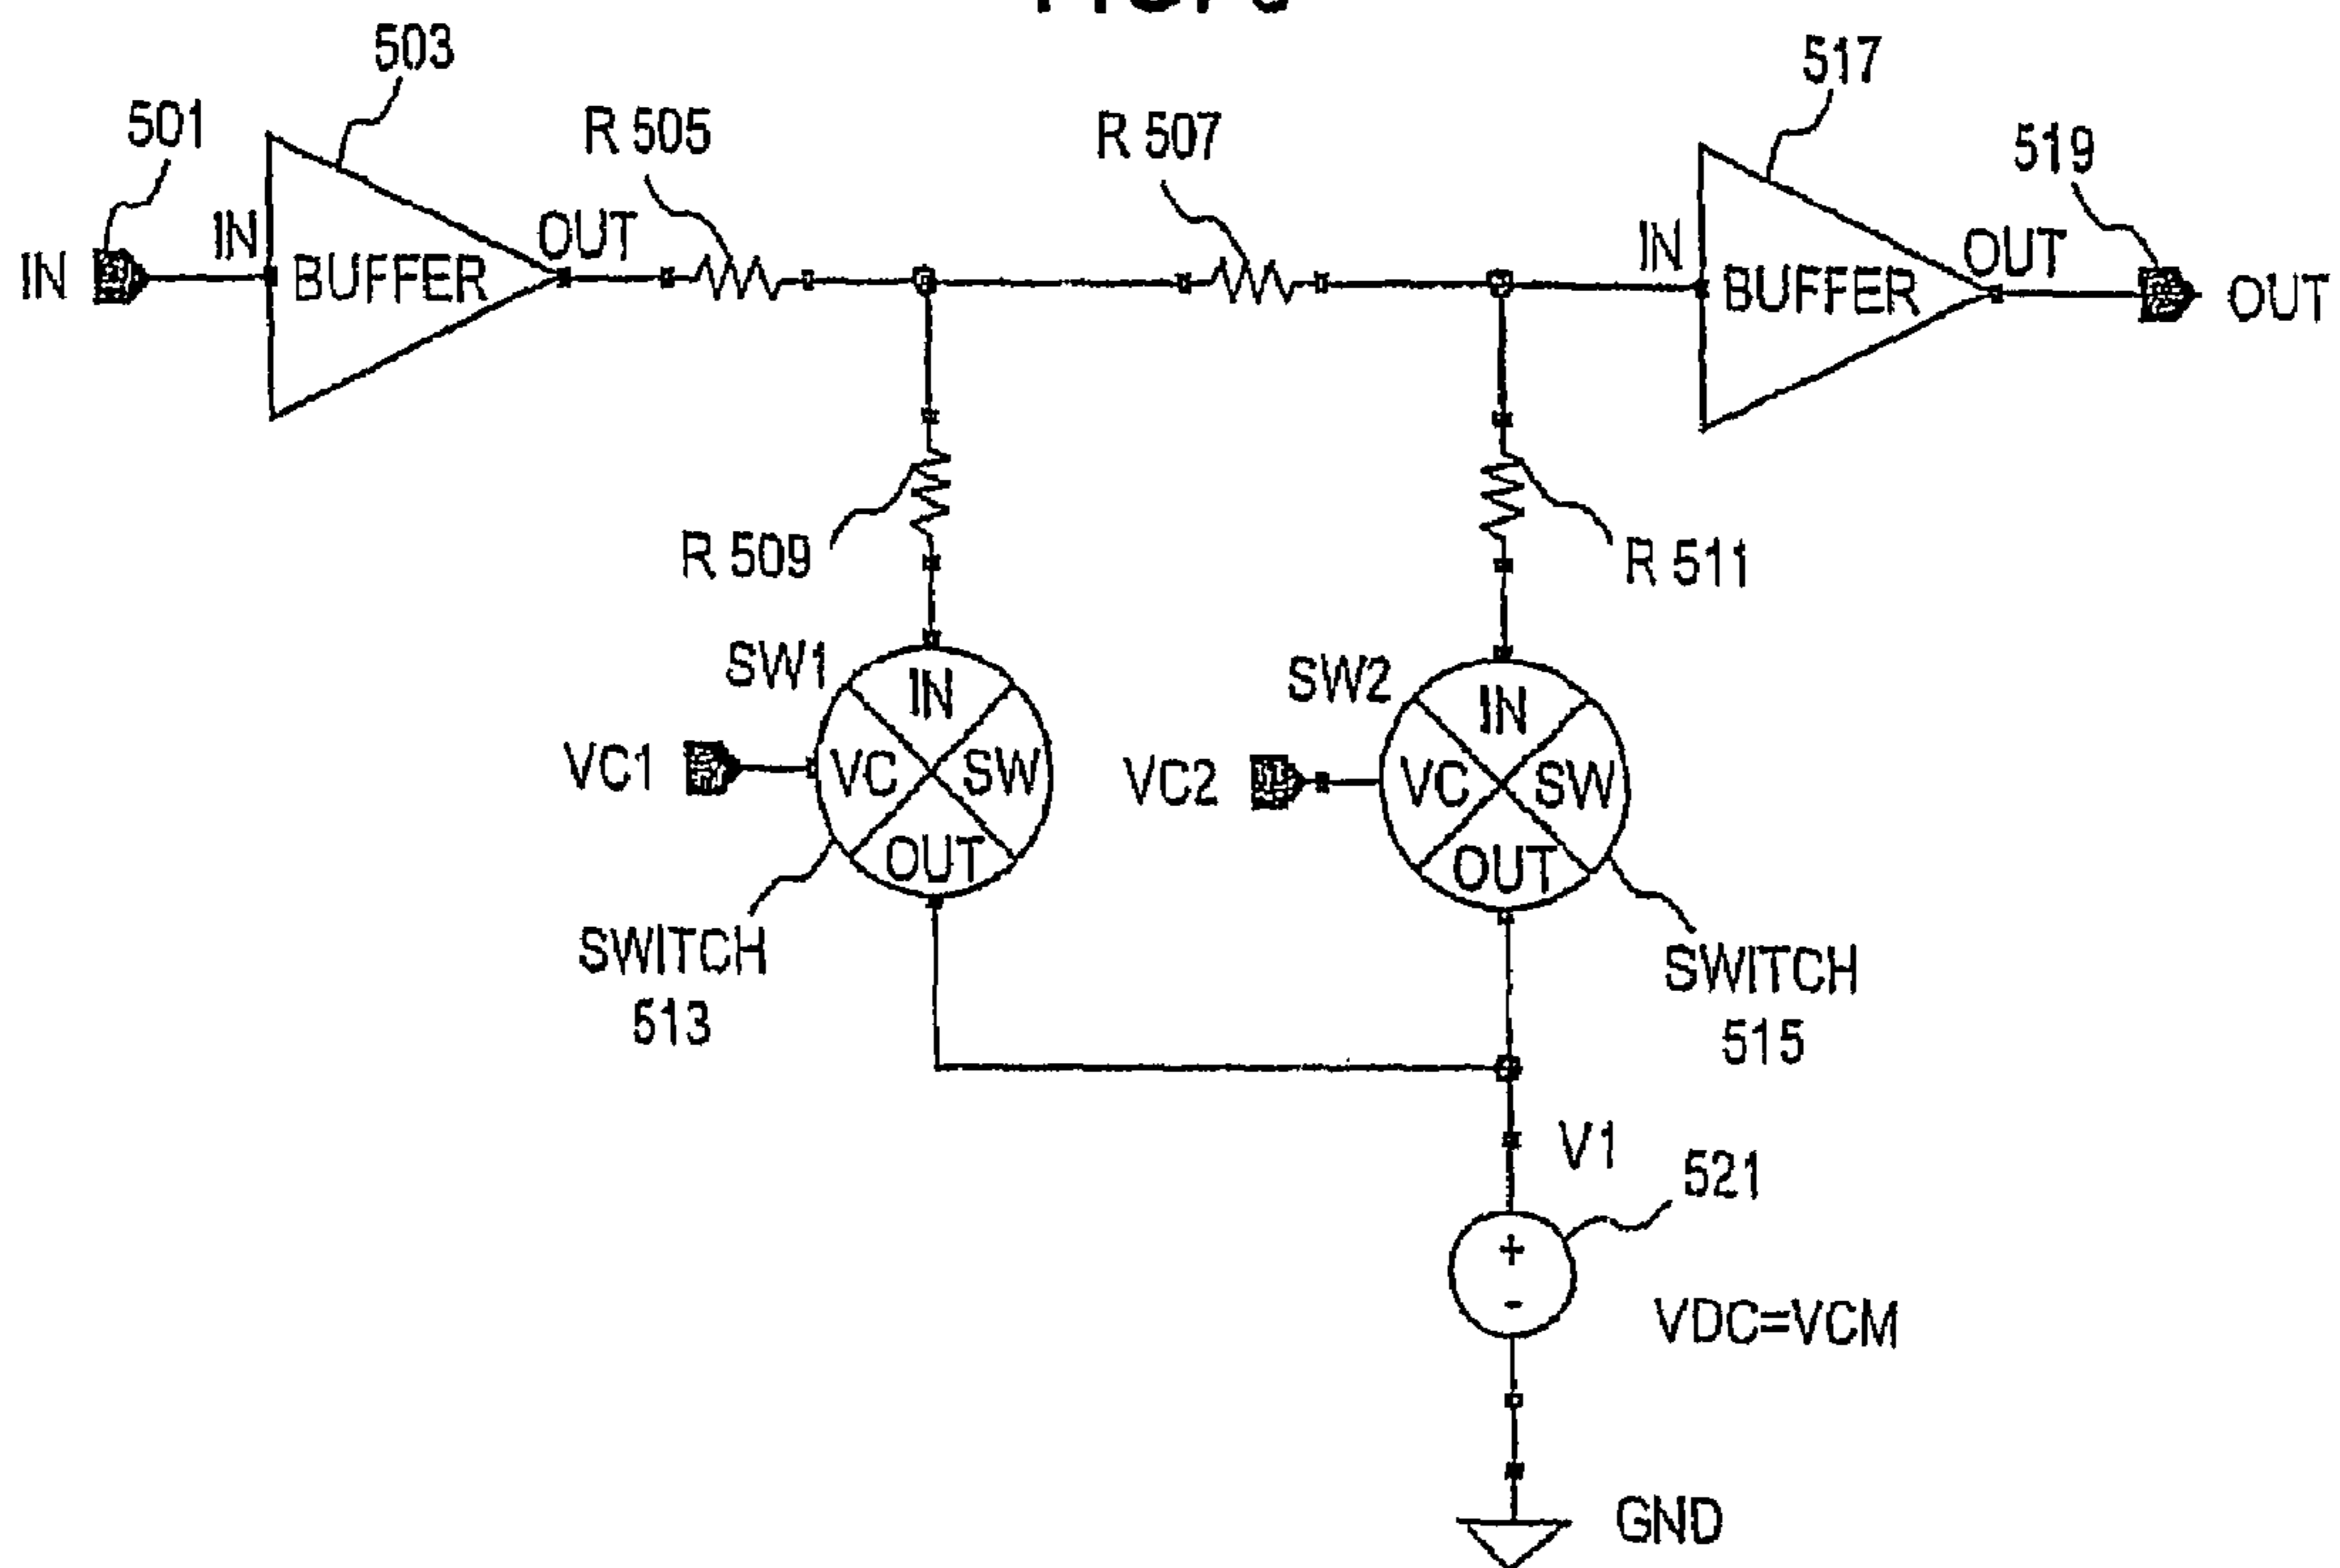 503
517
501
R 505
R 507
519
IN
IN
BUFFER
OUT
IN
BUFFER
OUT
OUT
R 509
R 511
SW1
IN
VC
SW
OUT
VC1
SW2
IN
VC
SW
OUT
VC2
SWITCH
513
SWITCH
515
V1
521
+
-
VDC=VCM
GND